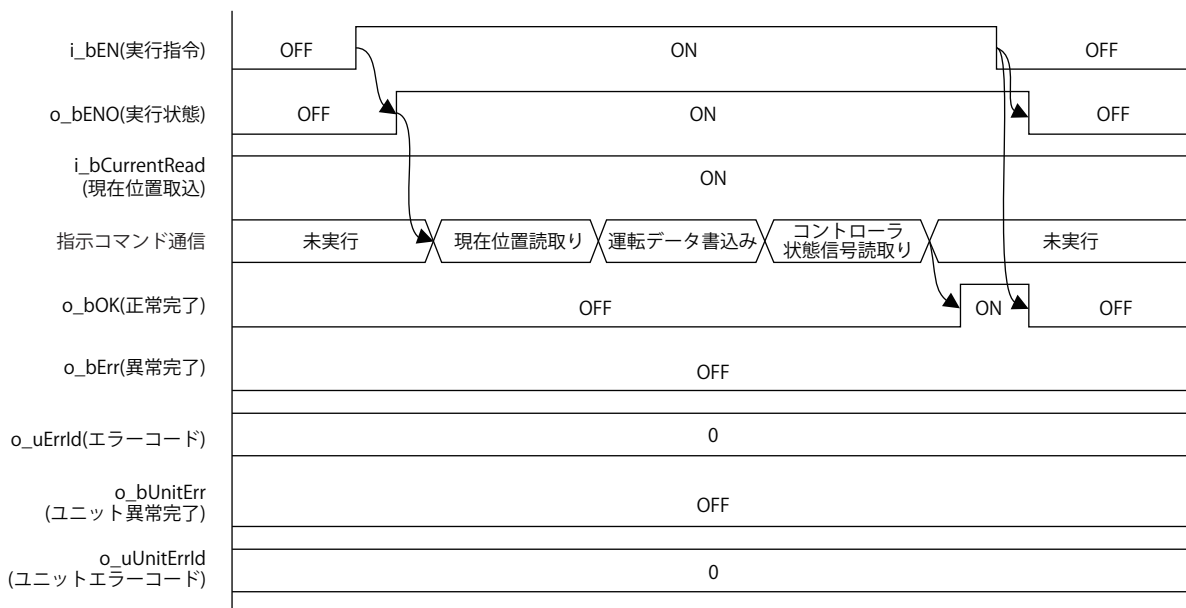 i_bEN(実行指令)
OFF
ON
OFF
o_bENO(実行状態)
OFF
ON
OFF
i_bCurrentRead
(現在位置取込)
ON
指示コマンド通信
未実行
現在位置読取り
運転データ書込み
コントローラ
状態信号読取り
未実行
o_bOK(正常完了)
OFF
ON
OFF
o_bErr(異常完了)
OFF
o_uErrId(エラーコード)
0
o_bUnitErr
(ユニット異常完了)
OFF
o_uUnitErrId
(ユニットエラーコード)
0